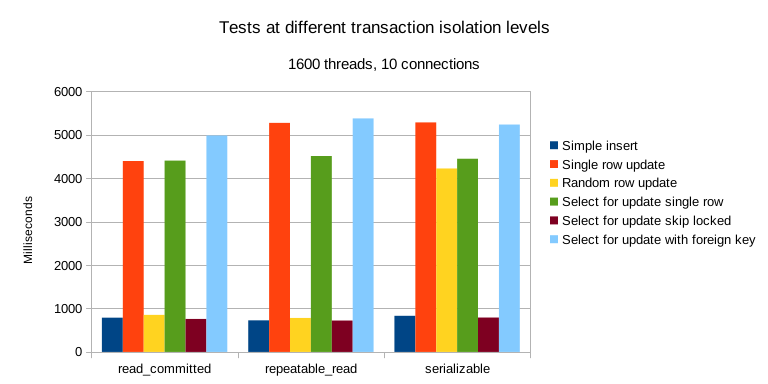 Tests at different transaction isolation levels
1600 threads, 10 connections
Milliseconds
6000
5000
4000
3000
2000
1000
0
read_committed
repeatable_read
serializable
Simple insert
Single row update
Random row update
Select for update single row
Select for update skip locked
Select for update with foreign key